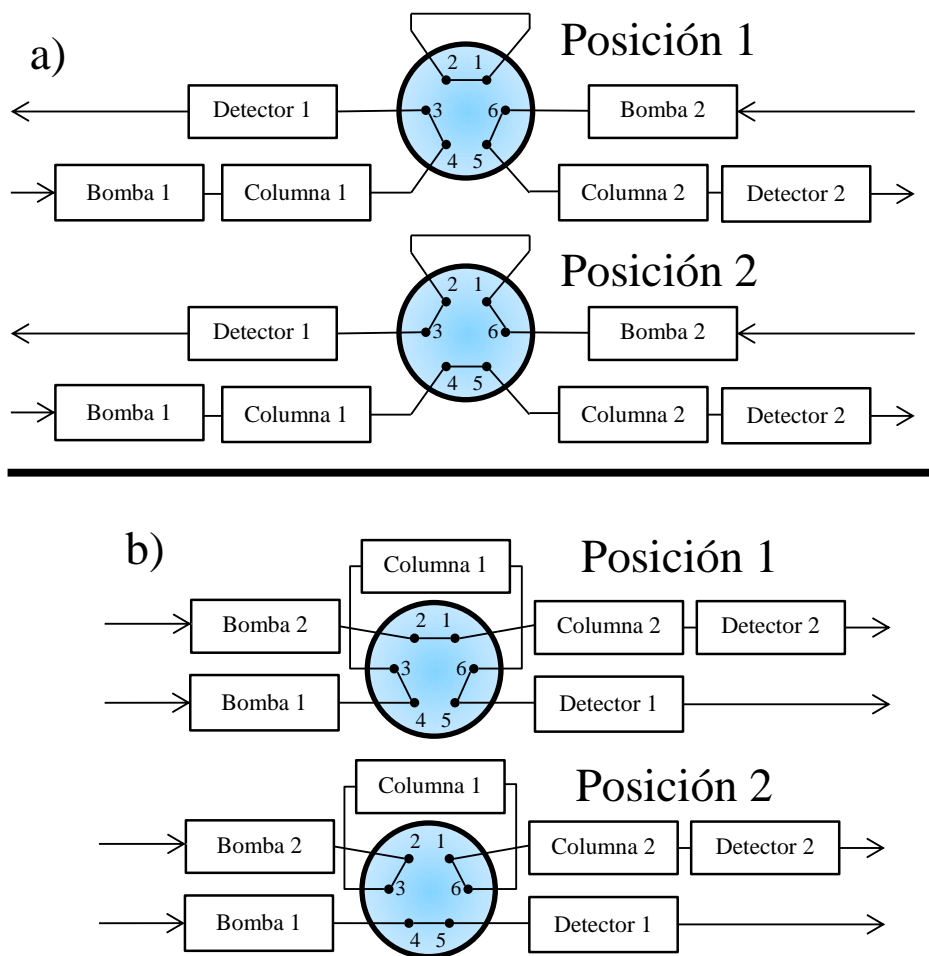 a)
Posición 1
2 1
Detector 1
3 6
Bomba 2
4 5
Bomba 1
Columna 1
Columna 2
Detector 2
Posición 2
2 1
Detector 1
3 6
Bomba 2
4 5
Bomba 1
Columna 1
Columna 2
Detector 2
b)
Columna 1
Posición 1
Bomba 2
2 1
Columna 2
Detector 2
3 6
Bomba 1
4 5
Detector 1
Columna 1
Posición 2
Bomba 2
2 1
Columna 2
Detector 2
3 6
Bomba 1
4 5
Detector 1